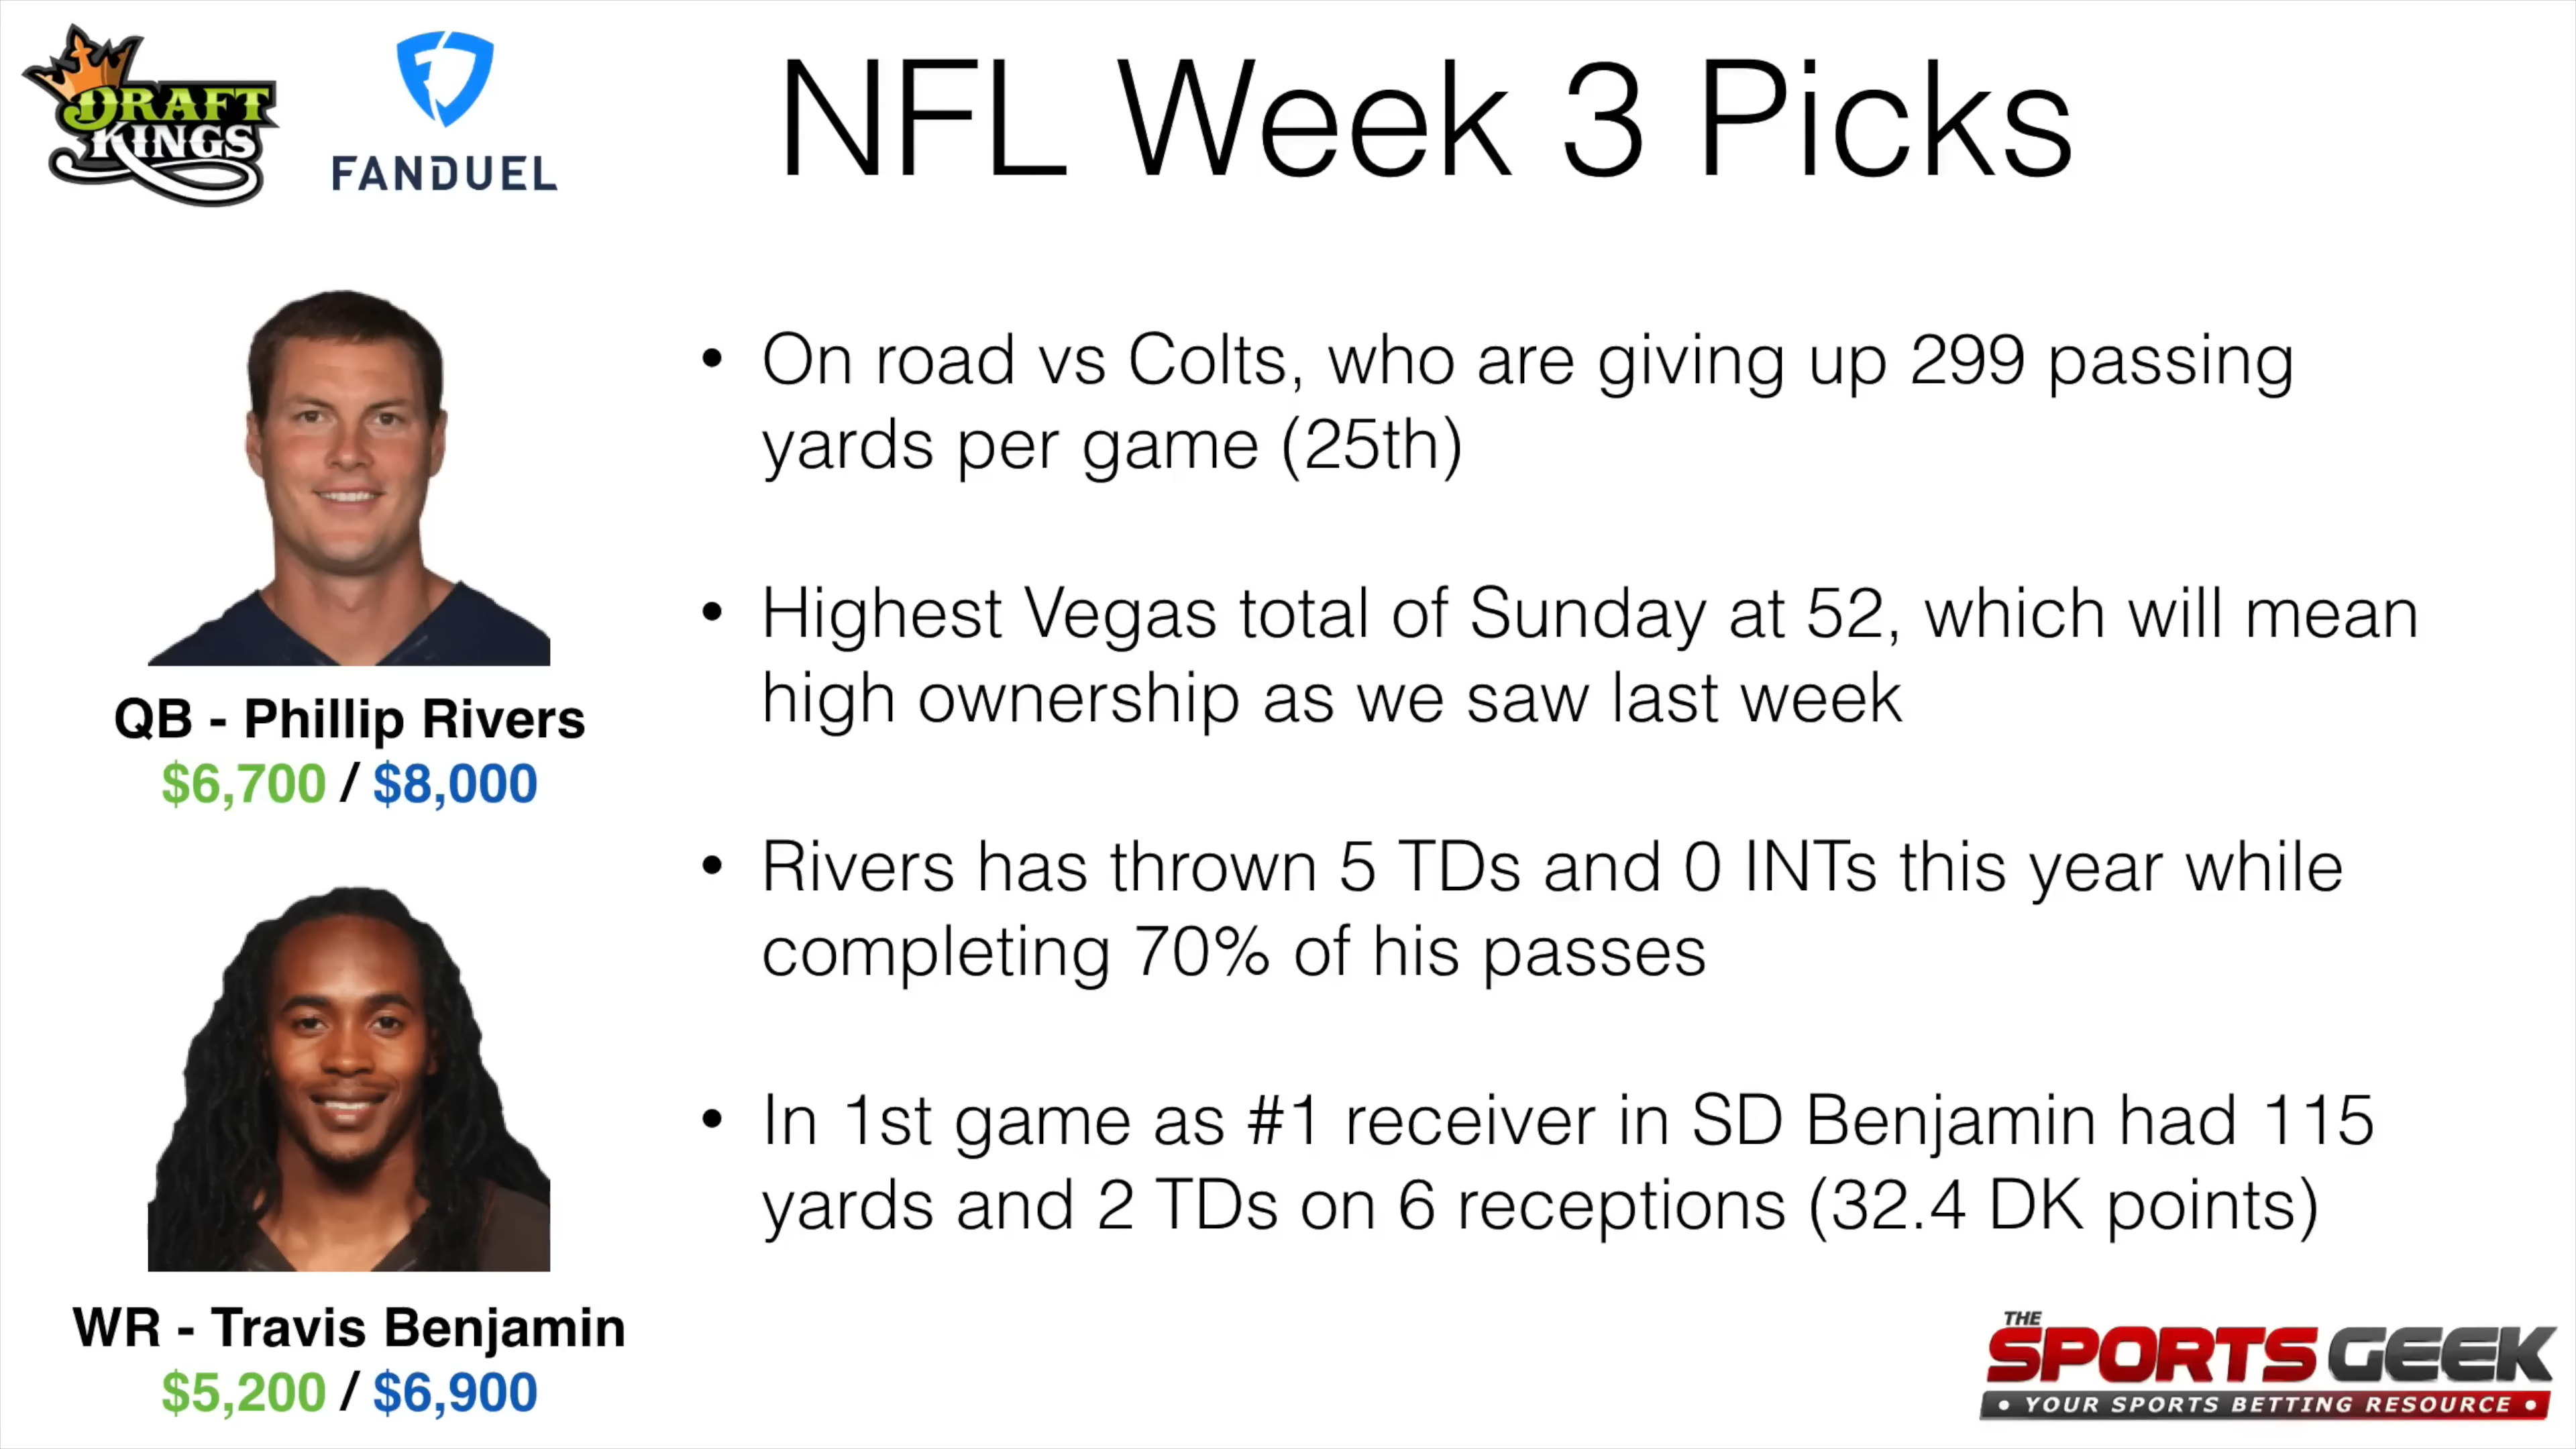 DRAFT
KINGS
FANDUEL
NFL Week 3 Picks
QB - Phillip Rivers
$6,700 / $8,000
WR - Travis Benjamin
$5,200 / $6,900
• On road vs Colts, who are giving up 299 passing
yards per game (25th)
• Highest Vegas total of Sunday at 52, which will mean
high ownership as we saw last week
• Rivers has thrown 5 TDs and 0 INTs this year while
completing 70% of his passes
• In 1st game as #1 receiver in SD Benjamin had 115
yards and 2 TDs on 6 receptions (32.4 DK points)
THE
SPORTS GEEK
• YOUR SPORTS BETTING RESOURCE •